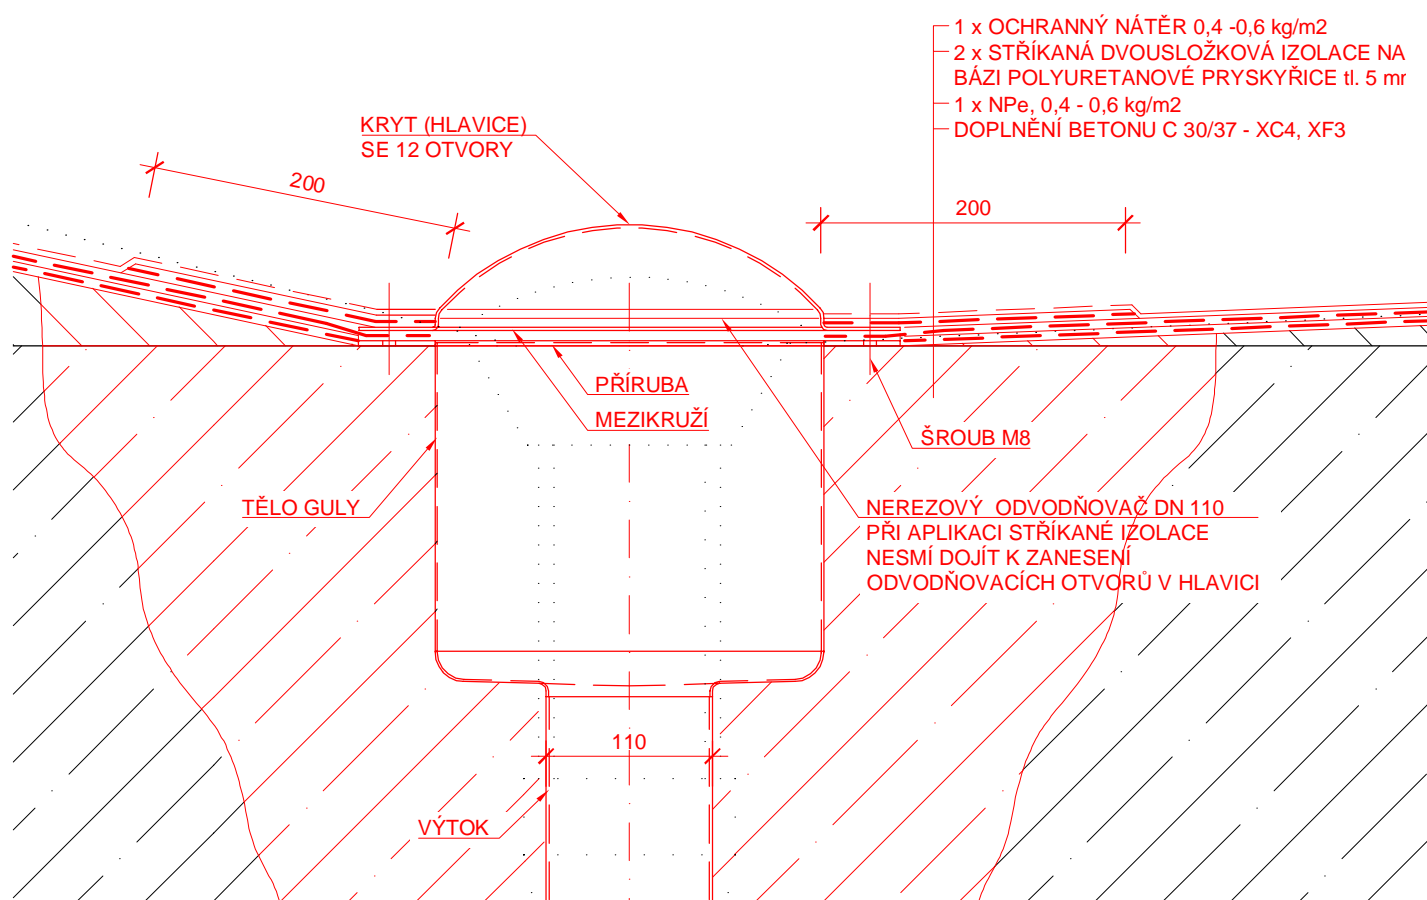 1 x OCHRANNÝ NÁTĚR 0,4 -0,6 kg/m2
2 x STŘÍKANÁ DVOUSLOŽKOVÁ IZOLACE NA
BÁZI POLYURETANOVÉ PRYSKYŘICE tl. 5
1 x NPe, 0,4 - 0,6 kg/m2
DOPLNĚNÍ BETONU C 30/37 - XC4, XF3
KRYT (HLAVICE)
SE 12 OTVORY
200
200
PŘÍRUBA
MEZIKRUŽÍ
ŠROUB M8
TĚLO GULY
NEREZOVÝ ODVODŇOVAČ DN 110
PŘI APLIKACI STŘÍKANÉ IZOLACE
NESMÍ DOJÍT K ZANESENÍ
ODVODŇOVACÍCH OTVORŮ V HLAVICI
110
VÝTOK